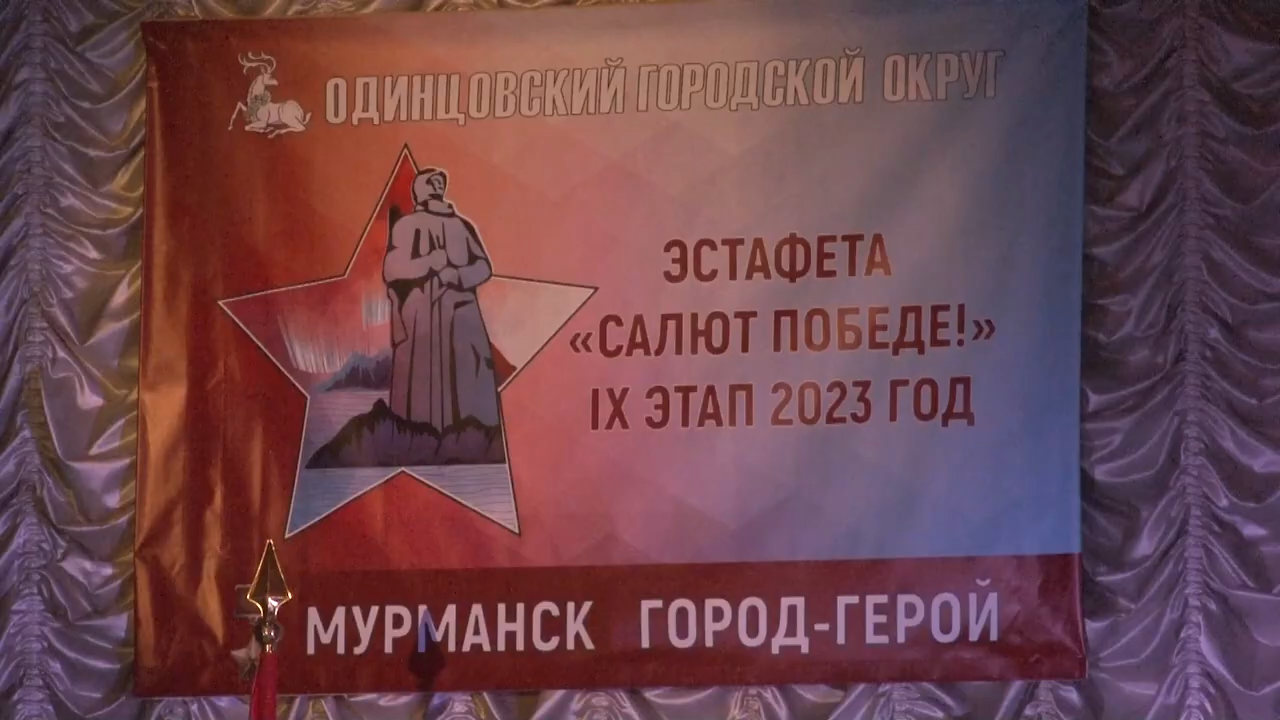 ОДИНЦОВСКИЙ ГОРОДСКОЙ ОКРУГ
ЭСТАФЕТА
«САЛЮТ ПОБЕДЕ!»
IX ЭТАП 2023 ГОД
МУРМАНСК ГОРОД-ГЕРОЙ